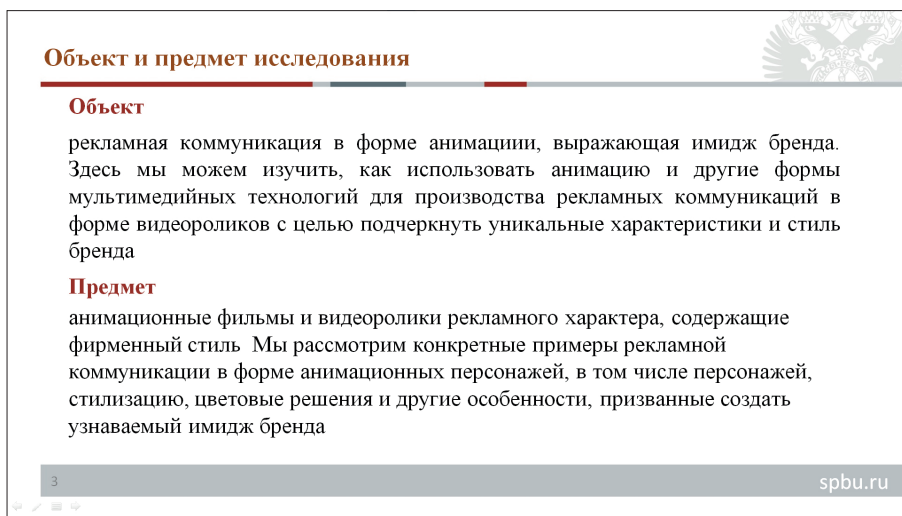 Объект и предмет исследования
Объект
рекламная коммуникация в форме анимациии, выражающая имидж бренда.
Здесь мы можем изучить, как использовать анимацию и другие формы
мультимедийных технологий для производства рекламных коммуникаций в
форме видеороликов с целью подчеркнуть уникальные характеристики и стиль
бренда
Предмет
анимационные фильмы и видеоролики рекламного характера, содержащие
фирменный стиль  Мы рассмотрим конкретные примеры рекламной
коммуникации в форме анимационных персонажей, в том числе персонажей,
стилизацию, цветовые решения и другие особенности, призванные создать
узнаваемый имидж бренда
3
spbu.ru